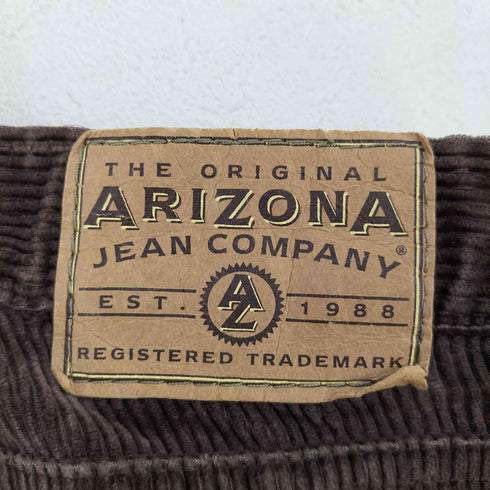 THE ORIGINAL
ARIZONA
JEAN COMPANY®
EST. AZ 1988
REGISTERED TRADEMARK